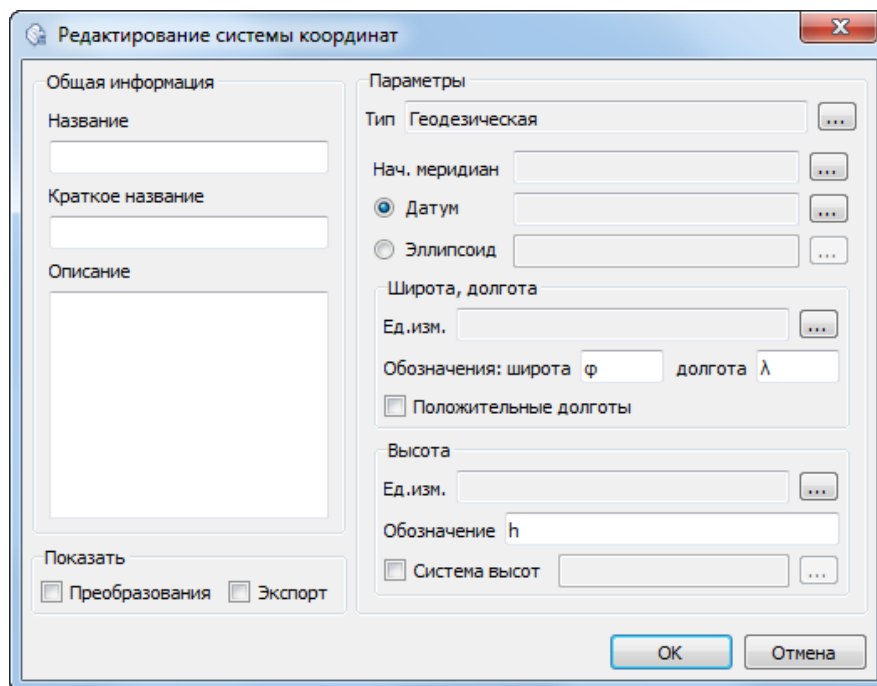 Редактирование системы координат
Общая информация
Название
Краткое название
Описание
Показать
Преобразования Экспорт
Параметры
Тип Геодезическая ...
Нач. меридиан ...
Датум ...
Эллипсоид ...
Широта, долгота
Ед.изм. ...
Обозначения: широта φ долгота λ
Положительные долготы
Высота
Ед.изм. ...
Обозначение h
Система высот ...
OK Отмена